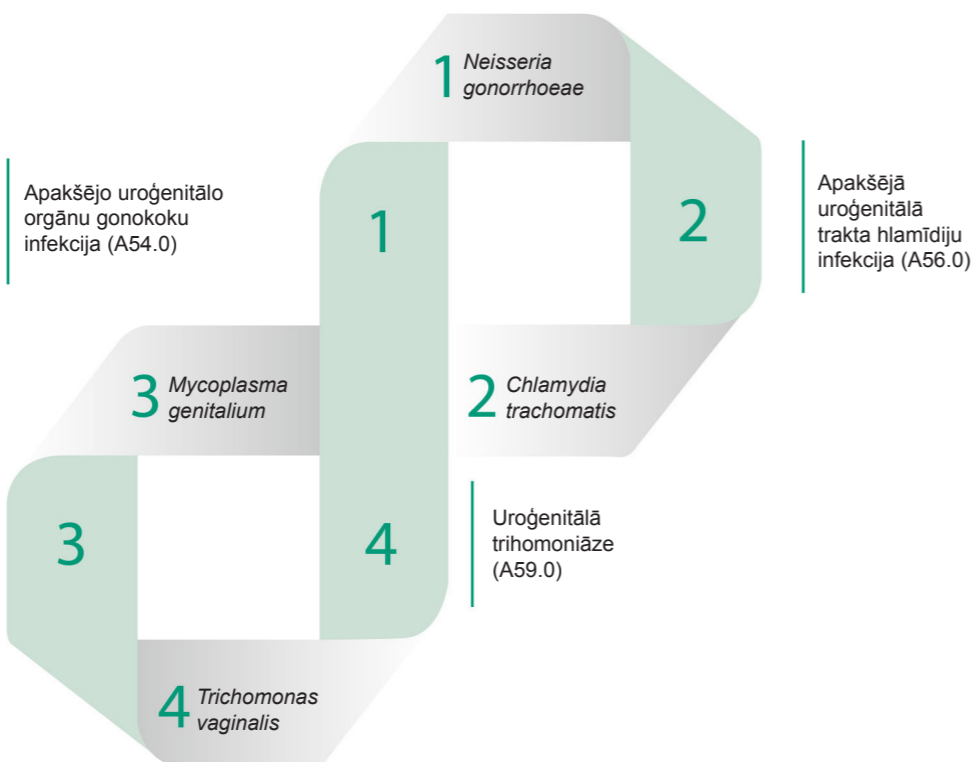 1 Neisseria
gonorrhoeae
Apakšējo uroģenitālo
orgānu gonokoku
infekcija (A54.0)
1
2
Apakšējā
uroģenitālā
trakta hlamīdiju
infekcija (A56.0)
3 Mycoplasma
genitalium
2 Chlamydia
trachomatis
3
4
Uroģenitālā
trihomoniāze
(A59.0)
4 Trichomonas
vaginalis